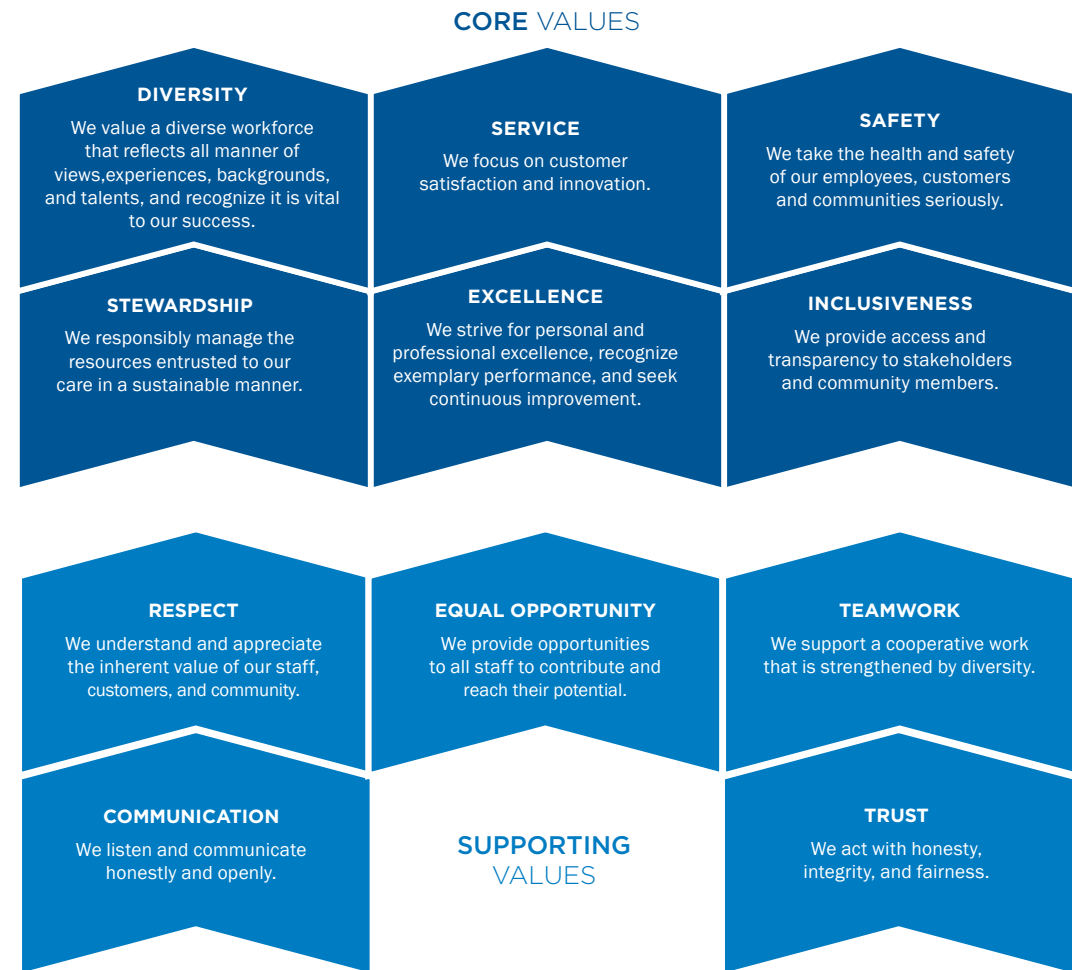 CORE VALUES
DIVERSITY
We value a diverse workforce
that reflects all manner of
views,experiences, backgrounds,
and talents, and recognize it is vital
to our success.
SERVICE
We focus on customer
satisfaction and innovation.
SAFETY
We take the health and safety
of our employees, customers
and communities seriously.
STEWARDSHIP
We responsibly manage the
resources entrusted to our
care in a sustainable manner.
EXCELLENCE
We strive for personal and
professional excellence, recognize
exemplary performance, and seek
continuous improvement.
INCLUSIVENESS
We provide access and
transparency to stakeholders
and community members.
RESPECT
We understand and appreciate
the inherent value of our staff,
customers, and community.
EQUAL OPPORTUNITY
We provide opportunities
to all staff to contribute and
reach their potential.
TEAMWORK
We support a cooperative work
that is strengthened by diversity.
COMMUNICATION
We listen and communicate
honestly and openly.
SUPPORTING
VALUES
TRUST
We act with honesty,
integrity, and fairness.